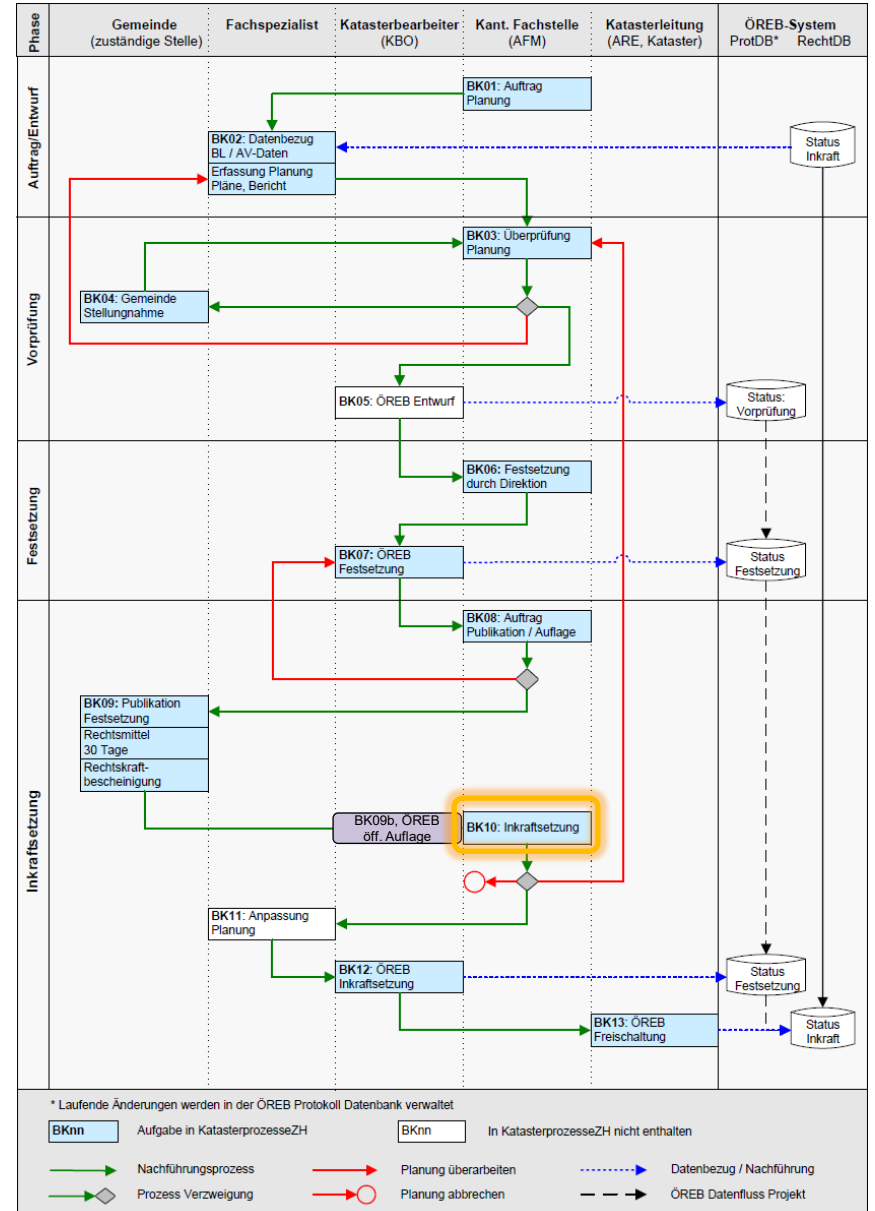 Phase
Gemeinde
(zuständige Stelle)
Fachspezialist
Katasterbearbeiter
(KBO)
Kant. Fachstelle
(AFM)
Katasterleitung
(ARE, Kataster)
ÖREB-System
ProtDB* RechtDB
Auftrag/Entwurf
BK01: Auftrag
Planung
BK02: Datenbezug
BL / AV-Daten
Erfassung Planung
Pläne, Bericht
Status
Inkraft
Vorprüfung
BK03: Überprüfung
Planung
BK04: Gemeinde
Stellungnahme
BK05: ÖREB Entwurf
Status:
Vorprüfung
Festsetzung
BK06: Festsetzung
durch Direktion
BK07: ÖREB
Festsetzung
Status
Festsetzung
Inkraftsetzung
BK08: Auftrag
Publikation / Auflage
BK09: Publikation
Festsetzung
Rechtsmittel
30 Tage
Rechtskraft-
bescheinigung
BK09b, ÖREB
öff. Auflage
BK10: Inkraftsetzung
BK11: Anpassung
Planung
BK12: ÖREB
Inkraftsetzung
Status
Festsetzung
BK13: ÖREB
Freischaltung
Status
Inkraft
* Laufende Änderungen werden in der ÖREB Protokoll Datenbank verwaltet
BKnn Aufgabe in KatasterprozesseZH BKnn In KatasterprozesseZH nicht enthalten
Nachführungsprozess Planung überarbeiten Datenbezug / Nachführung
Prozess Verzweigung Planung abbrechen ÖREB Datenfluss Projekt